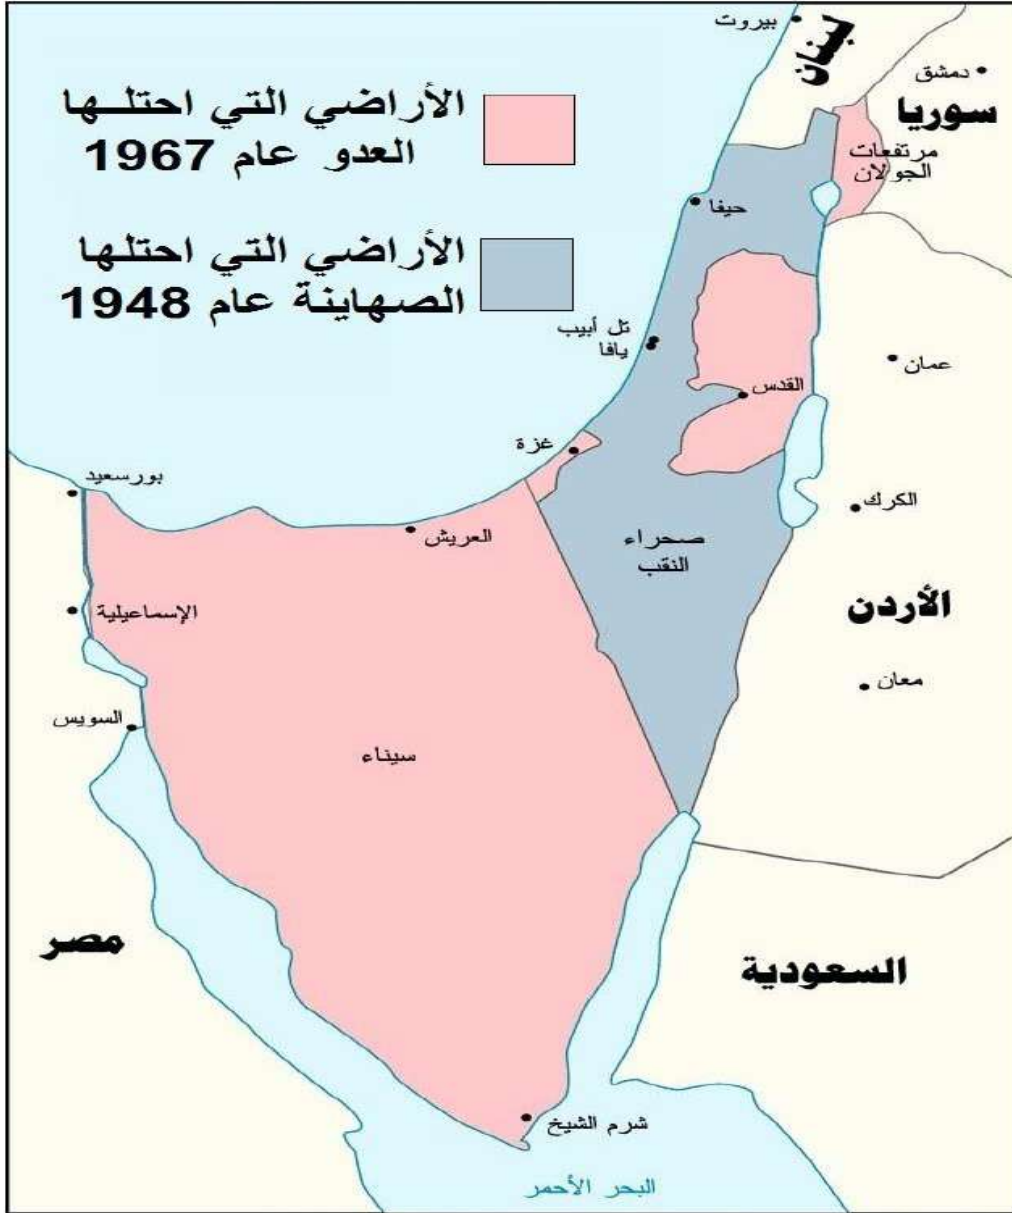 بيروت
لبنان
دمشق
سوريا
الأراضي التي احتلها
العدو عام 1967
مرتفعات
الجولان
حيفا
الأراضي التي احتلها
الصهاينة عام 1948
تل أبيب
يافا
عمان
القدس
غزة
بورسعيد
الكرك
العريش
صحراء
النقب
الأردن
الإسماعيلية
معان
السويس
سيناء
مصر
السعودية
شرم الشيخ
البحر الأحمر